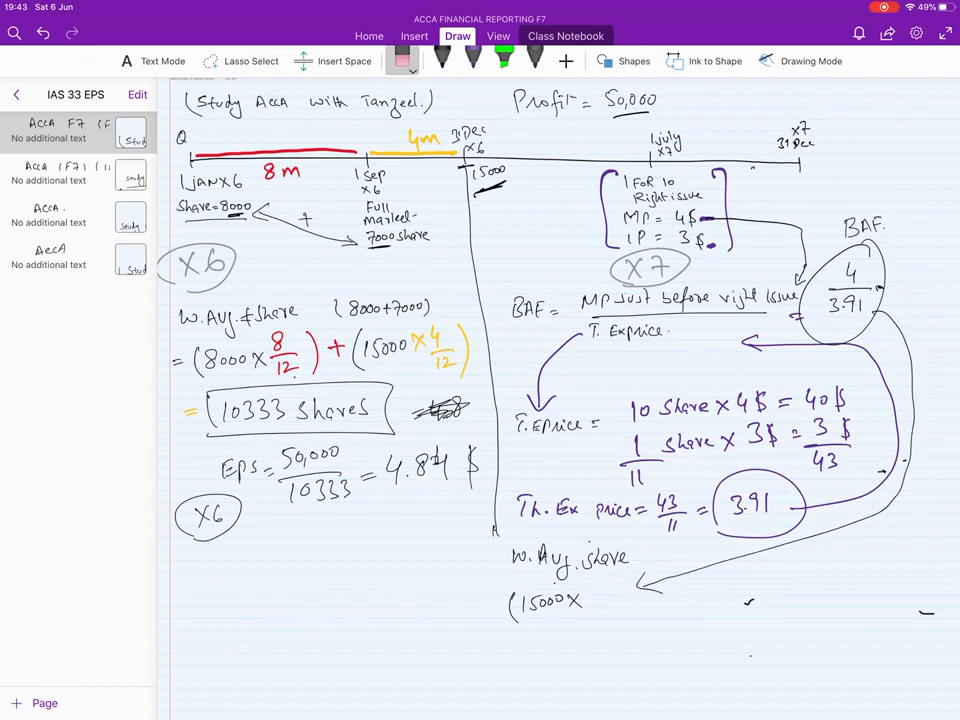 19:43 Sat 6 Jun
49%
ACCA FINANCIAL REPORTING F7
Home Insert Draw View Class Notebook
Text Mode Lasso Select Insert Space Shapes Ink to Shape Drawing Mode
IAS 33 EPS Edit
ACCA F7 (F
No additional text
ACCA (F7) (
No additional text
ACCA.
No additional text
ACCA
No additional text
Page
(Study ACCA with Tanzeel.) Profit = 50,000
Q
8m
4m
1 JAN X6
Share = 8000
1 Sep
x6
Full
Market
7000 share
31 Dec
x6
15000
+
1 july
x7
x7
31 Dec
1 FOR 10
Right issue
MP = 4$
IP = 3$
X6
X7
W. Avg. # Share (8000+7000)
= (8000 × 8/12) + (15000 × 4/12)
= 10333 shares
EPS = 50,000/10333 = 4.84 $
X6
BAF.
4/3.91
BAF = MP just before right issue =
T. Ex price.
T. E Price = 10 share × 4$ = 40$
1 share × 3$ = 3 $
11 43
Th. Ex price = 43/11 = 3.91
W. Avg. share
(15000 ×